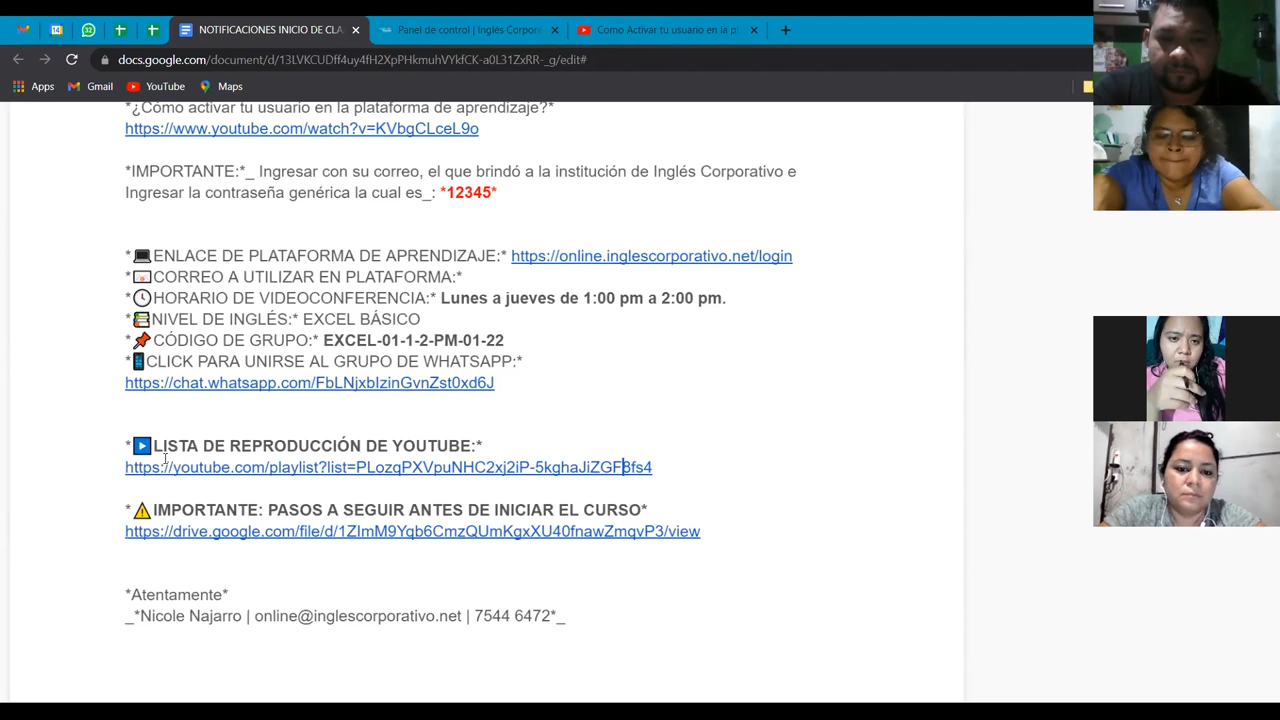 32
14
NOTIFICACIONES INICIO DE CLA
Panel de control | Inglés Corpora
Como Activar tu usuario en la p
docs.google.com/document/d/13LVKCUDff4uy4fH2XpPHkmuhVYkfCK-a0L31ZxRR-_g/edit#
Apps
Gmail
YouTube
Maps
*¿Cómo activar tu usuario en la plataforma de aprendizaje?*
https://www.youtube.com/watch?v=KVbgCLceL9o
*IMPORTANTE:*_ Ingresar con su correo, el que brindó a la institución de Inglés Corporativo e
Ingresar la contraseña genérica la cual es_: *12345*
*💻ENLACE DE PLATAFORMA DE APRENDIZAJE:* https://online.inglescorporativo.net/login
*📧CORREO A UTILIZAR EN PLATAFORMA:*
*🕒HORARIO DE VIDEOCONFERENCIA:* Lunes a jueves de 1:00 pm a 2:00 pm.
*📚NIVEL DE INGLÉS:* EXCEL BÁSICO
*📌CÓDIGO DE GRUPO:* EXCEL-01-1-2-PM-01-22
*📱CLICK PARA UNIRSE AL GRUPO DE WHATSAPP:*
https://chat.whatsapp.com/FbLNjxbIzinGvnZst0xd6J
*▶️LISTA DE REPRODUCCIÓN DE YOUTUBE:*
https://youtube.com/playlist?list=PLozqPXVpuNHC2xj2iP-5kghaJiZGF8fs4
*⚠️IMPORTANTE: PASOS A SEGUIR ANTES DE INICIAR EL CURSO*
https://drive.google.com/file/d/1ZImM9Yqb6CmzQUmKgxXU40fnawZmqvP3/view
*Atentamente*
_*Nicole Najarro | online@inglescorporativo.net | 7544 6472*_